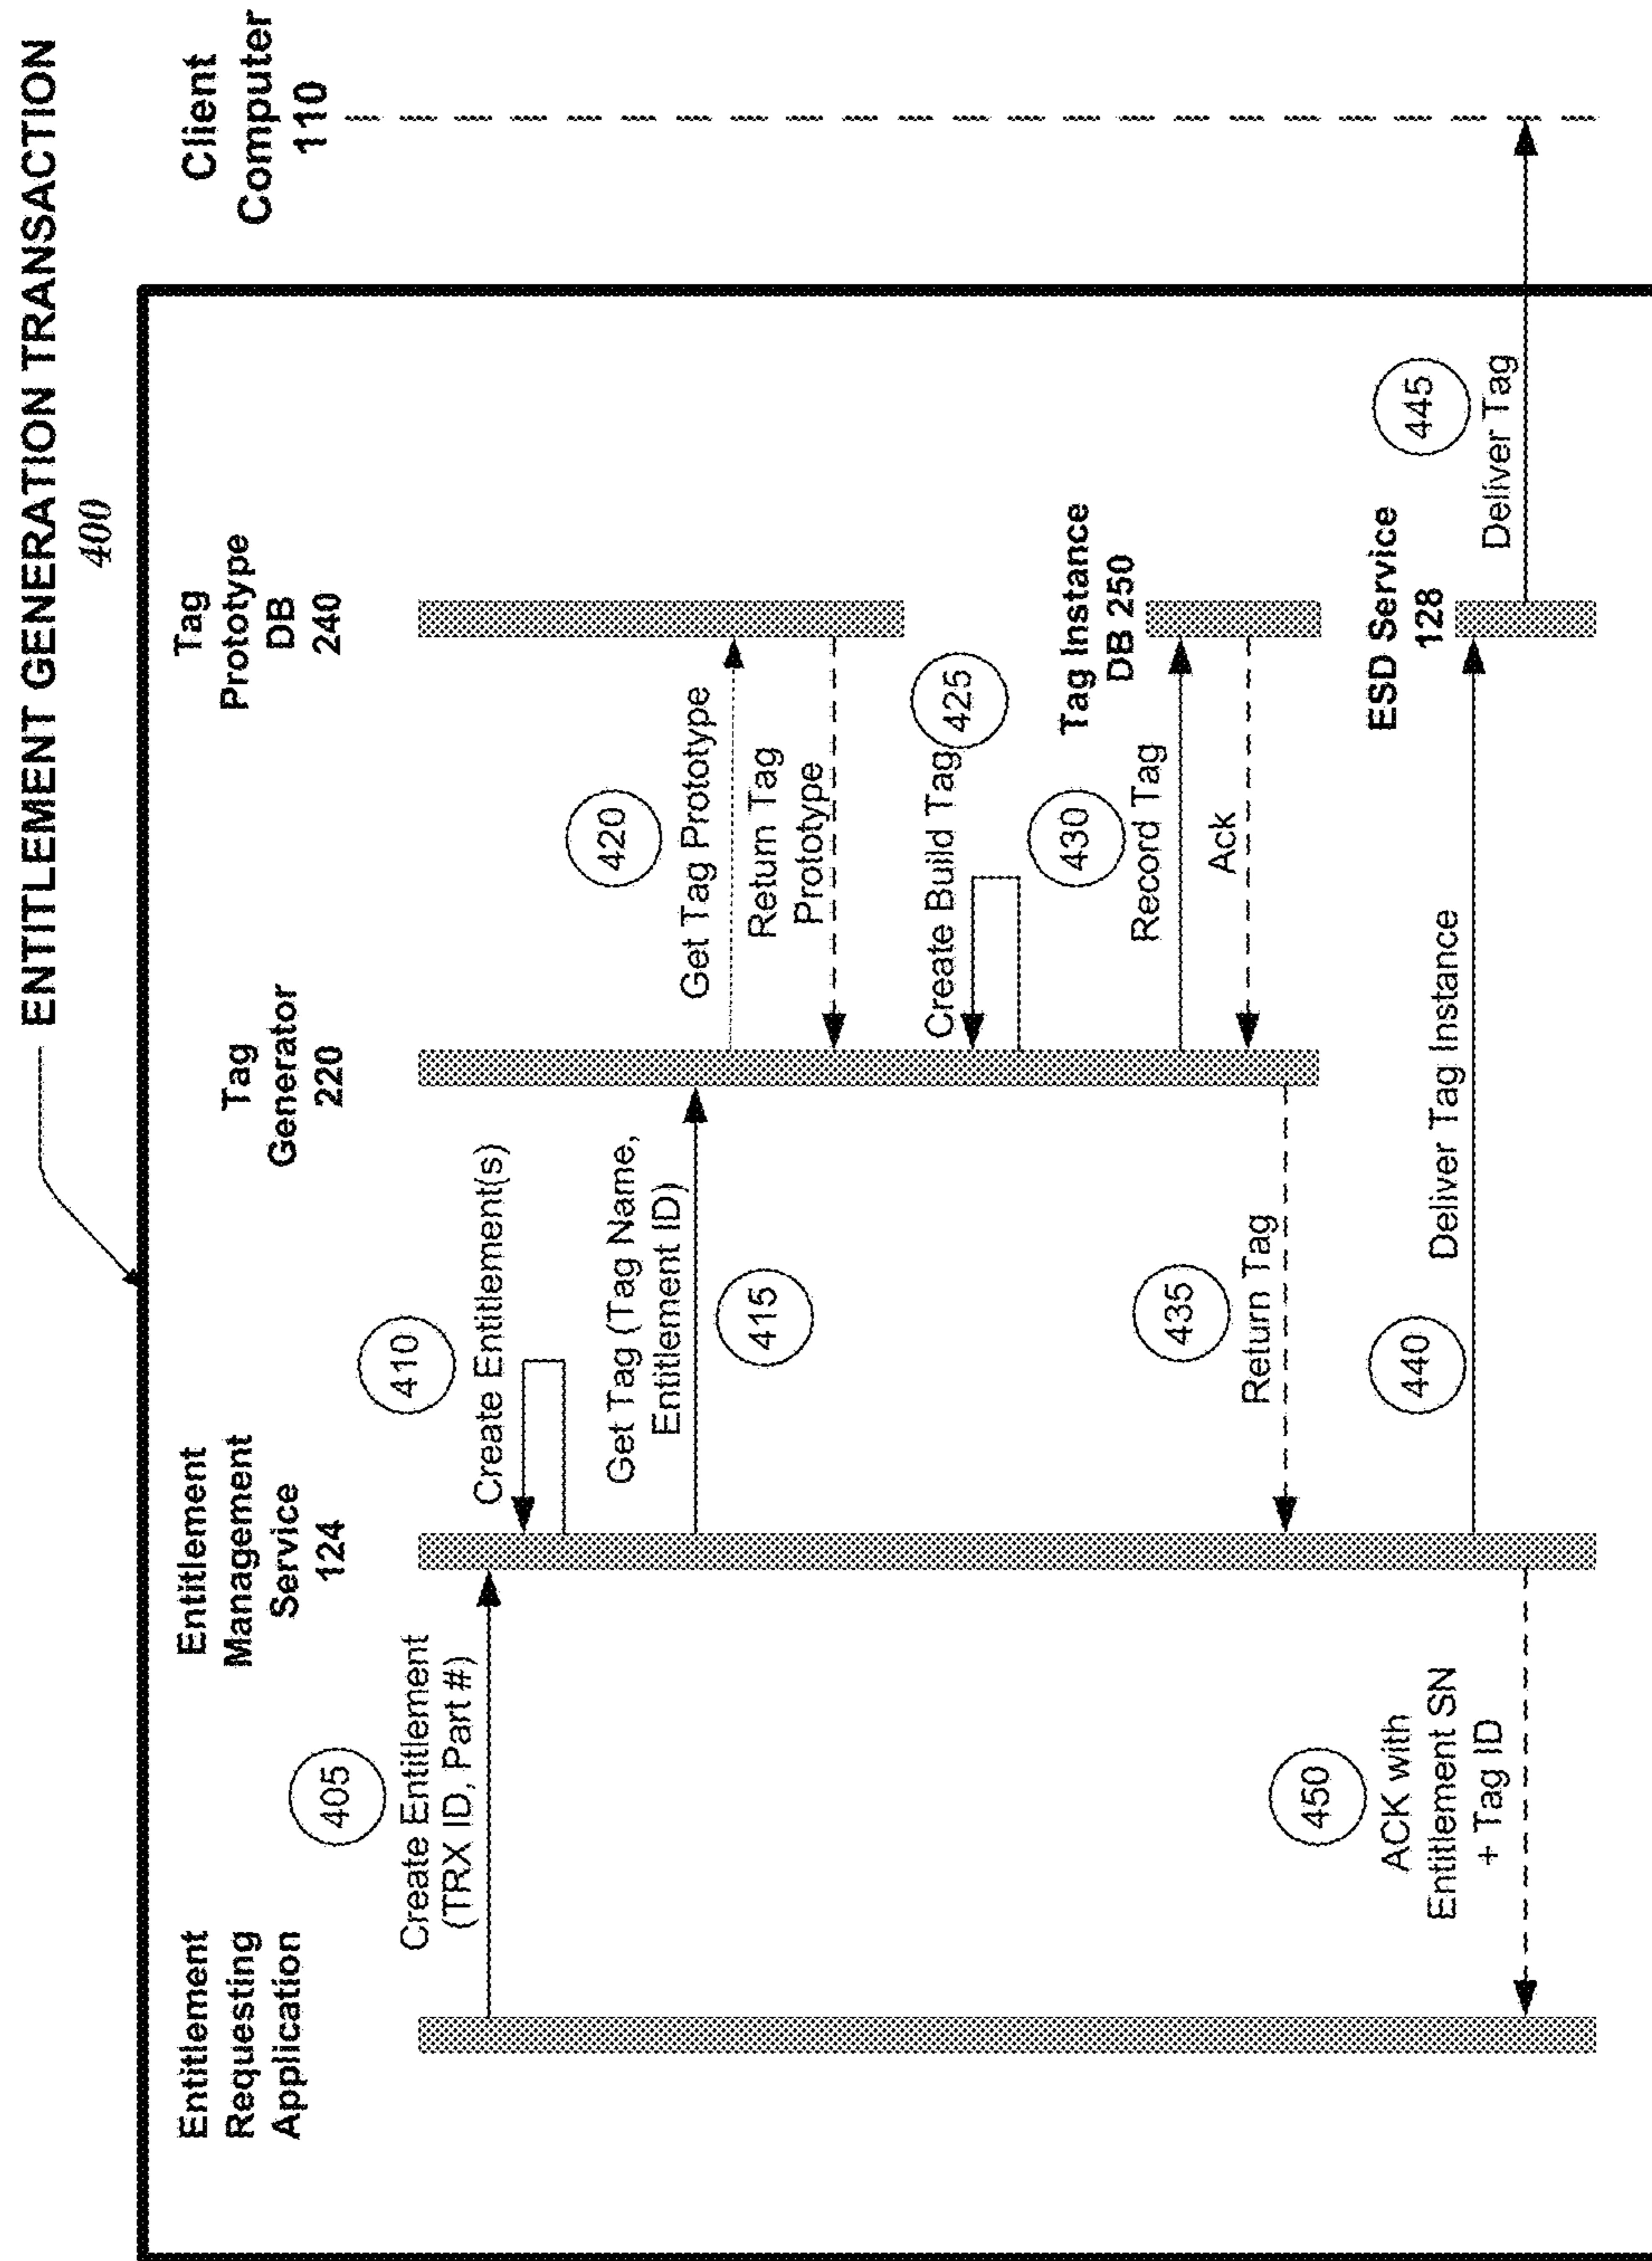 ENTITLEMENT GENERATION TRANSACTION
400
Entitlement
Requesting
Application
Entitlement
Management
Service
124
Tag
Generator
220
Tag
Prototype
DB
240
Client
Computer
110
405
Create Entitlement
(TRX ID, Part #)
410
Create Entitlement(s)
Get Tag (Tag Name,
Entitlement ID)
415
420
Get Tag Prototype
Return Tag
Prototype
425
Create Build Tag
Tag Instance
DB 250
430
Record Tag
Ack
435
Return Tag
ESD Service
128
440
Deliver Tag Instance
445
Deliver Tag
450
ACK with
Entitlement SN
+ Tag ID